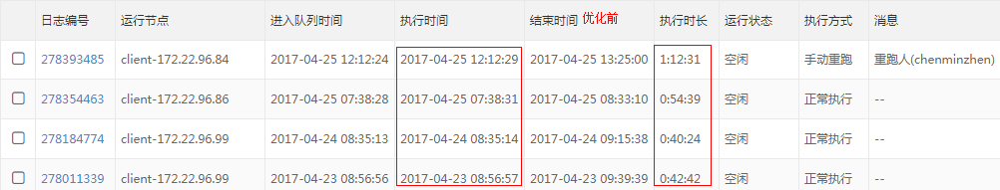 日志编号 运行节点 进入队列时间 执行时间 结束时间 优化前 执行时长 运行状态 执行方式 消息
278393485 client-172.22.96.84 2017-04-25 12:12:24 2017-04-25 12:12:29 2017-04-25 13:25:00 1:12:31 空闲 手动重跑 重跑人(chenminzhen)
278354463 client-172.22.96.86 2017-04-25 07:38:28 2017-04-25 07:38:31 2017-04-25 08:33:10 0:54:39 空闲 正常执行 --
278184774 client-172.22.96.99 2017-04-24 08:35:13 2017-04-24 08:35:14 2017-04-24 09:15:38 0:40:24 空闲 正常执行 --
278011339 client-172.22.96.99 2017-04-23 08:56:56 2017-04-23 08:56:57 2017-04-23 09:39:39 0:42:42 空闲 正常执行 --